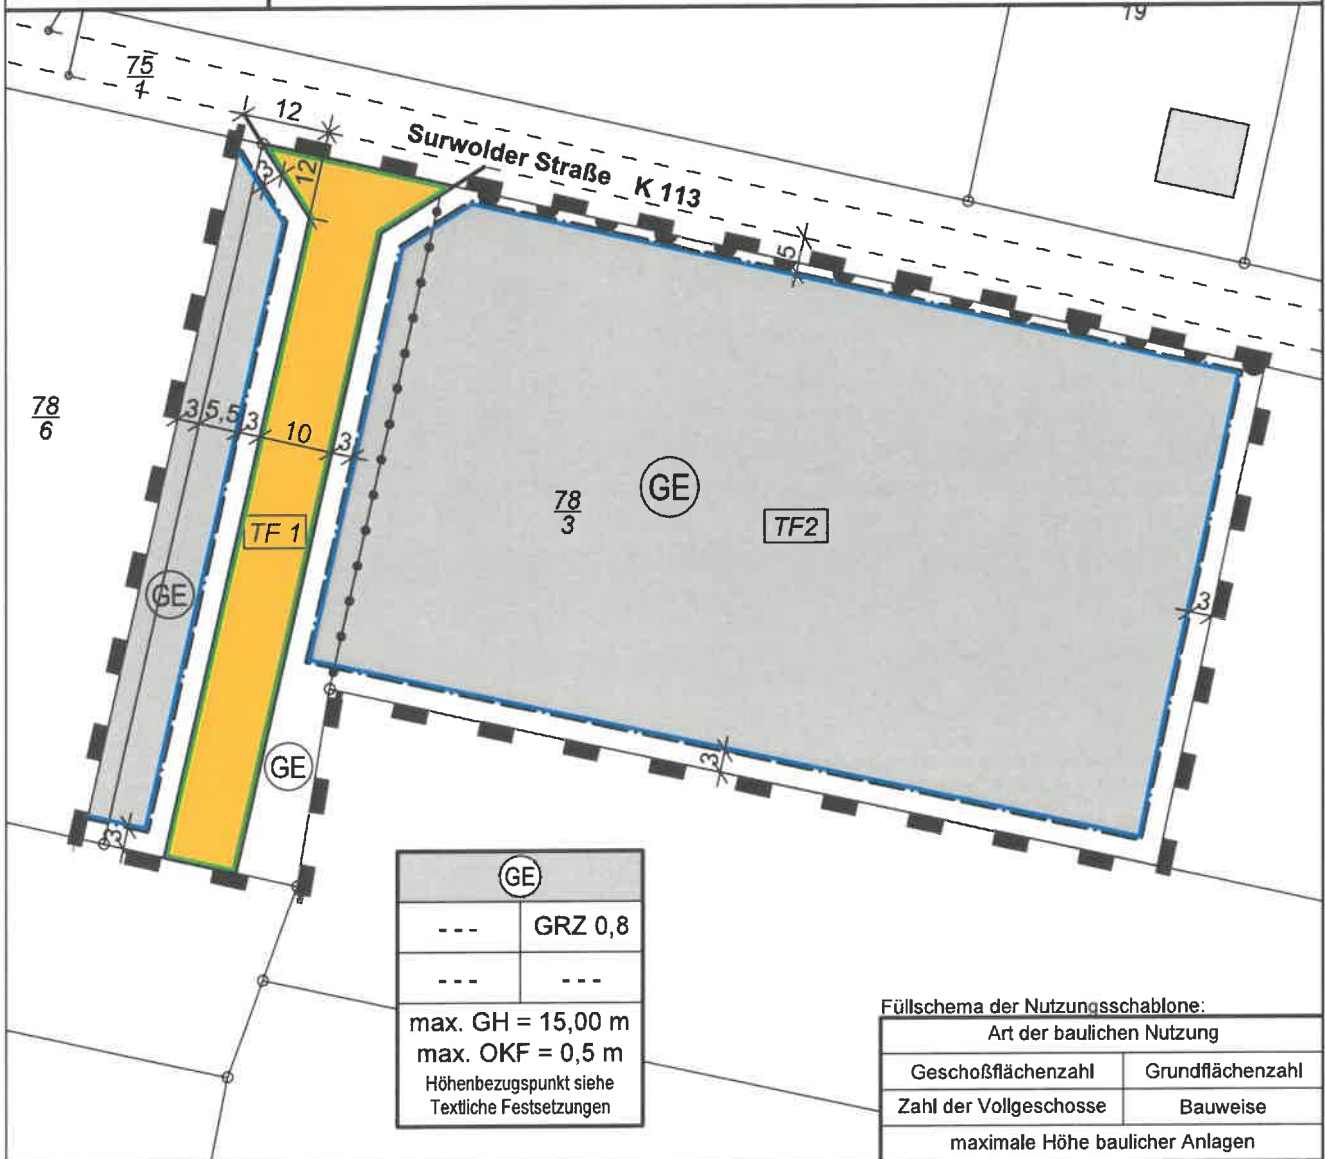 79
75
1
12
Surwolder Straße K 113
3
12
5
78
6
3
5,5
3
10
3
GE
78
3
TF2
TF 1
GE
3
GE
3
3
GE
--- GRZ 0,8
--- ---
max. GH = 15,00 m
max. OKF = 0,5 m
Höhenbezugspunkt siehe
Textliche Festsetzungen
Füllschema der Nutzungsschablone:
Art der baulichen Nutzung
Geschoßflächenzahl Grundflächenzahl
Zahl der Vollgeschosse Bauweise
maximale Höhe baulicher Anlagen